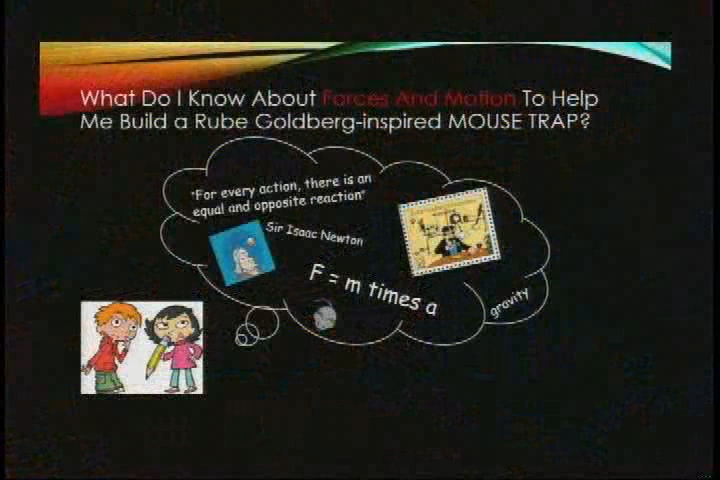 What Do I Know About Forces And Motion To Help
Me Build a Rube Goldberg-inspired MOUSE TRAP?
"For every action, there is an
equal and opposite reaction"
Sir Isaac Newton
F = m times a
gravity